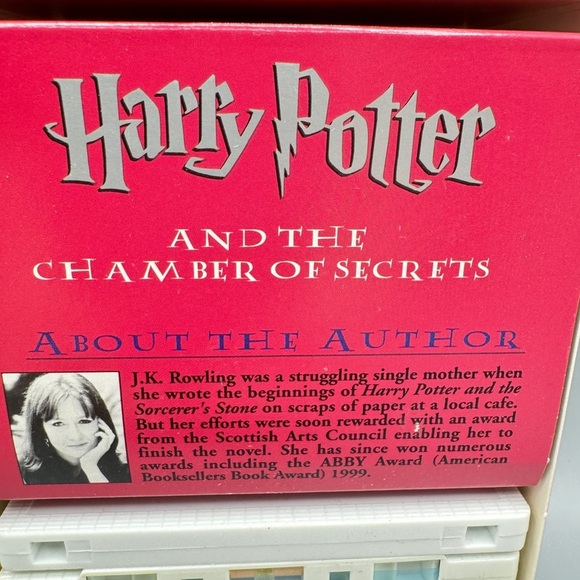 Harry Potter
AND THE
CHAMBER OF SECRETS
ABOUT THE AUTHOR
J.K. Rowling was a struggling single mother when
she wrote the beginnings of Harry Potter and the
Sorcerer's Stone on scraps of paper at a local cafe.
But her efforts were soon rewarded with an award
from the Scottish Arts Council enabling her to
finish the novel. She has since won numerous
awards including the ABBY Award (American
Booksellers Book Award) 1999.